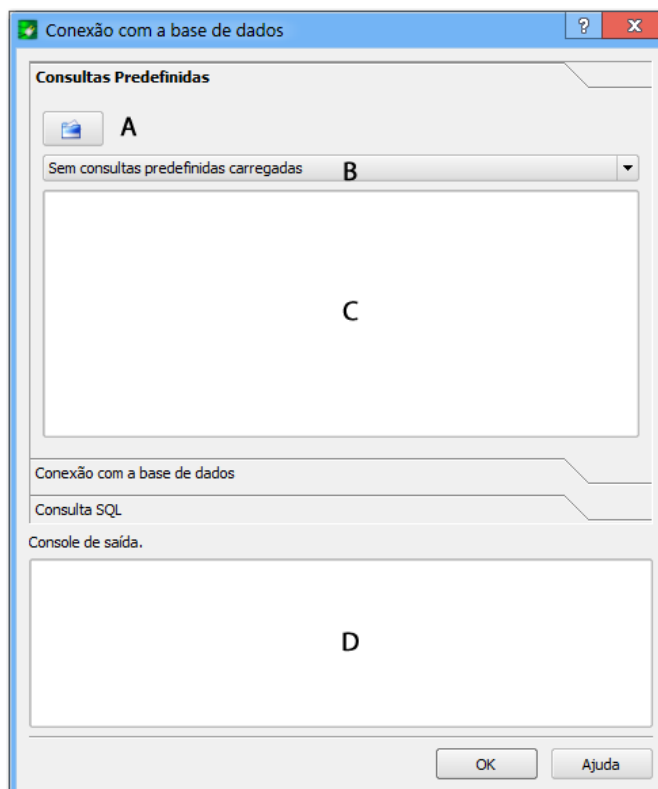 Conexão com a base de dados
? x
Consultas Predefinidas
A
Sem consultas predefinidas carregadas B
C
Conexão com a base de dados
Consulta SQL
Console de saída.
D
OK Ajuda